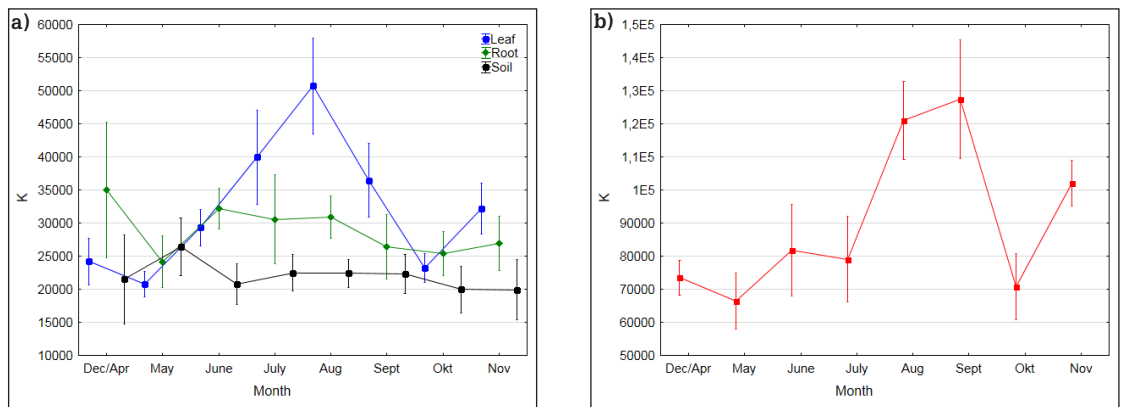 a)
60000
55000
50000
45000
40000
35000
30000
25000
20000
15000
10000
K
Leaf
Root
Soil
Dec/Apr May June July Aug Sept Okt Nov
Month
b)
1,5E5
1,5E5
1,3E5
1,2E5
1,1E5
1E5
90000
80000
70000
60000
50000
K
Dec/Apr May June July Aug Sept Okt Nov
Month